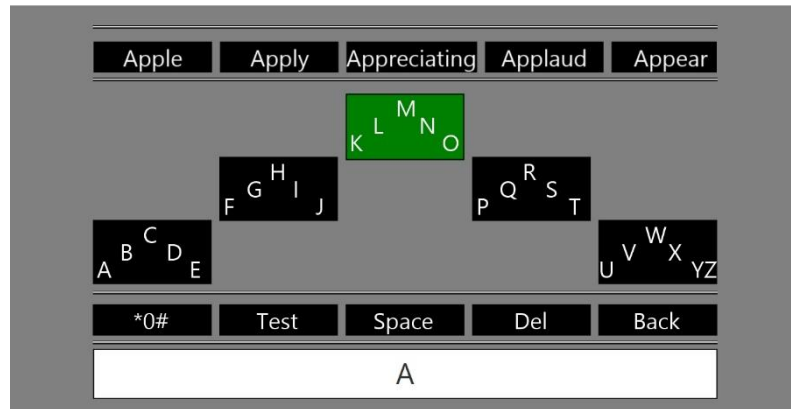 Apple Apply Appreciating Applaud Appear
K L M N O
F G H I J
P Q R S T
A B C D E
U V W X YZ
*0# Test Space Del Back
A